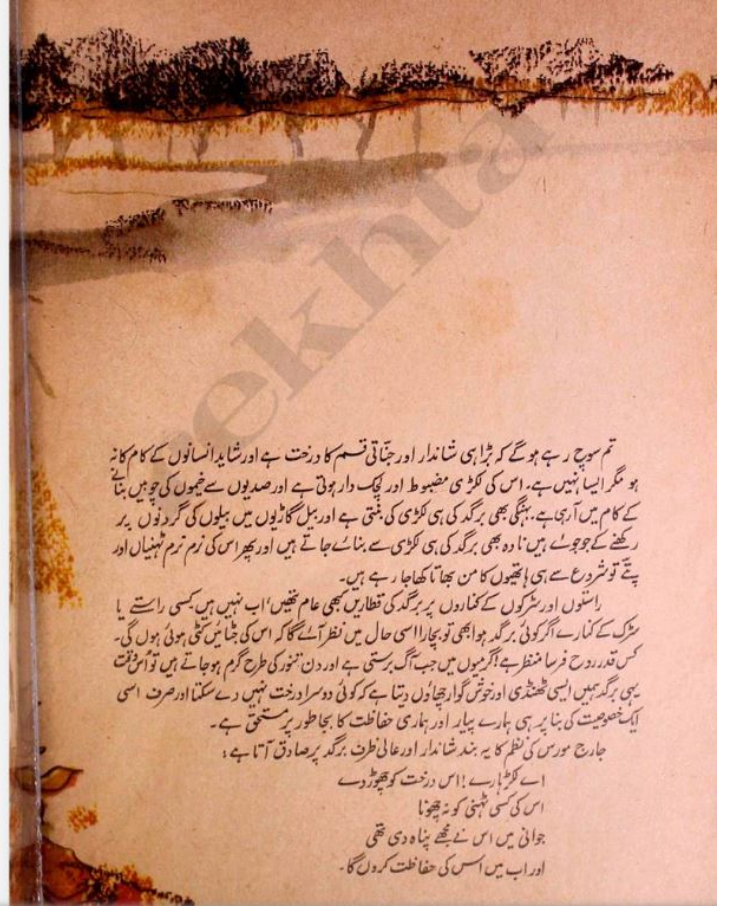 rekhta
تم سوچ رہے ہوگے کہ بڑا ہی شاندار اور جنّاتی قسم کا درخت ہے اور شاید انسانوں کے کام کا نہ
ہو مگر ایسا نہیں ہے۔ اس کی لکڑی مضبوط اور لچک دار ہوتی ہے اور صدیوں سے خیموں کی چوبیں بنانے
کے کام میں آرہی ہے۔ بہنگی بھی برگد کی ہی لکڑی کی بنتی ہے اور بیل گاڑیوں میں بیلوں کی گردنوں پر
رکھنے کے جو جوئے ہیں نا وہ بھی برگد کی ہی لکڑی سے بنائے جاتے ہیں اور پھر اس کی نرم نرم ٹہنیاں اور
پتّے تو شروع سے ہی ہاتھیوں کا من بھاتا کھاجا رہے ہیں۔
راستوں اور سڑکوں کے کناروں پر برگد کی قطاریں کبھی عام تھیں، اب نہیں ہیں کسی راستے یا
سڑک کے کنارے اگر کوئی برگد ہوا بھی تو بچارا اسی حال میں نظر آئے گا کہ اس کی جٹائیں کٹی ہوئی ہوں گی۔
کس قدر روح فرسا منظر ہے! گرمیوں میں جب آگ برستی ہے اور دن تنور کی طرح گرم ہوجاتے ہیں تو اُس وقت
یہی برگد ہمیں ایسی ٹھنڈی اور خوش گوار چھاؤں دیتا ہے کہ کوئی دوسرا درخت نہیں دے سکتا اور صرف اسی
ایک خصوصیت کی بنا پر ہی ہمارے پیار اور ہماری حفاظت کا بجا طور پر مستحق ہے۔
جارج مورس کی نظم کا یہ بند شاندار اور عالی ظرف برگد پر صادق آتا ہے؛
اے لکڑہارے! اس درخت کو چھوڑ دے
اس کی کسی ٹہنی کو نہ چھونا
جوانی میں اس نے مجھے پناہ دی تھی
اور اب میں اس کی حفاظت کروں گا۔